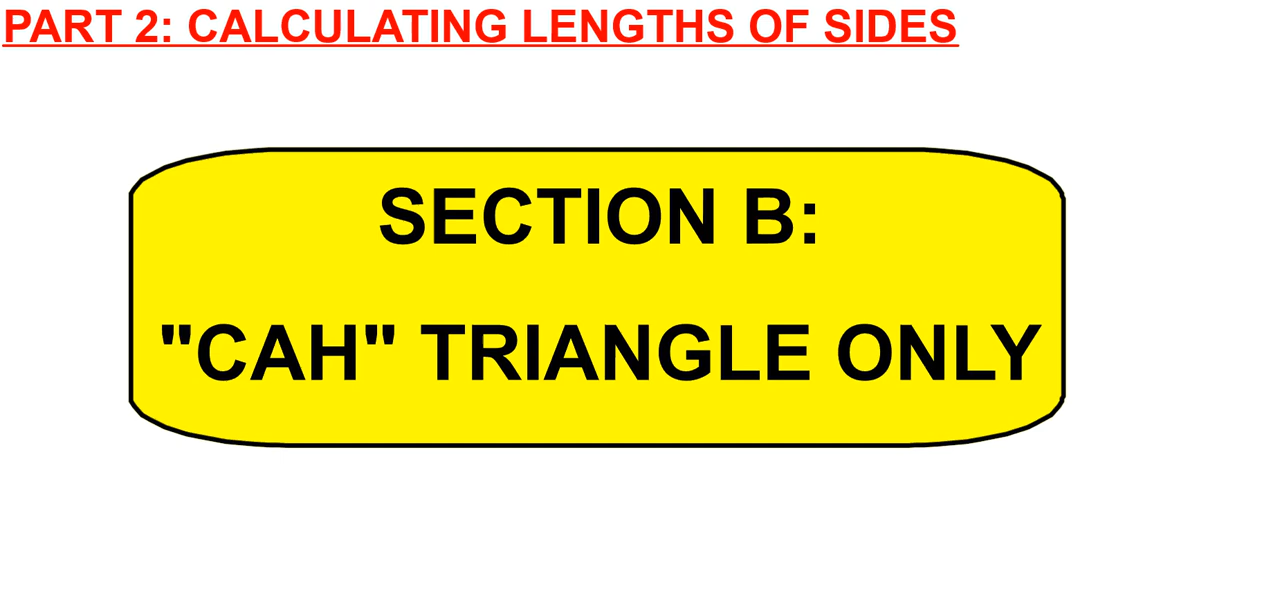 PART 2: CALCULATING LENGTHS OF SIDES
SECTION B:
"CAH" TRIANGLE ONLY